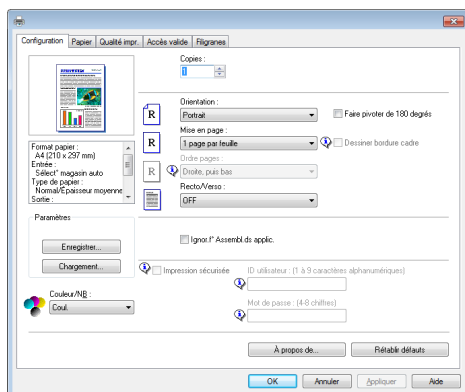 Configuration Papier Qualité impr. Accès valide Filigranes
Copies :
1
Orientation :
R Portrait Faire pivoter de 180 degrés
Mise en page :
R 1 page par feuille Dessiner bordure cadre
Ordre pages :
R Droite, puis bas
Recto/Verso :
OFF
Format papier :
A4 (210 x 297 mm)
Entrée :
Sélect° magasin auto
Type de papier :
Normal/Epaisseur moyenne
Sortie :
Paramètres
Enregistrer...
Chargement...
Ignor.f° Assembl.ds applic.
Impression sécurisée
ID utilisateur : (1 à 9 caractères alphanumériques)
Mot de passe : (4-8 chiffres)
Couleur/NB :
Coul.
À propos de... Rétablir défauts
OK Annuler Appliquer Aide